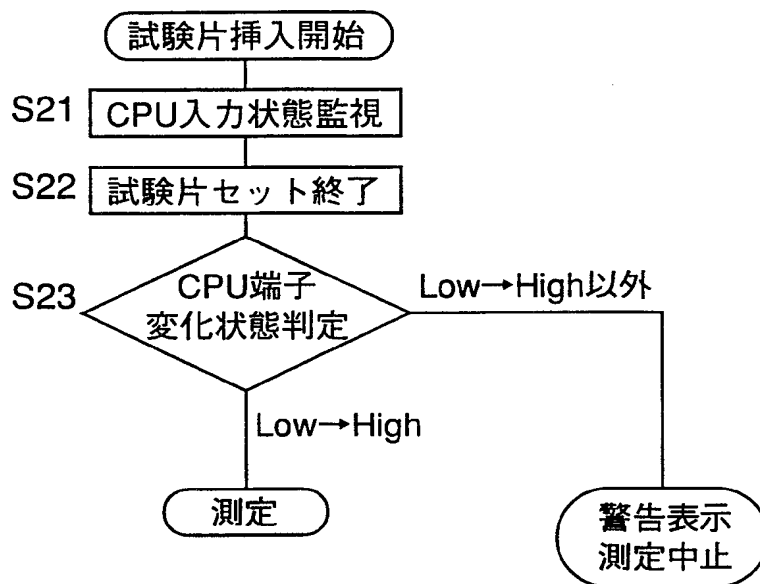 試験片挿入開始
S21 CPU入力状態監視
S22 試験片セット終了
S23
CPU端子
変化状態判定
Low→High以外
Low→High
測定
警告表示
測定中止